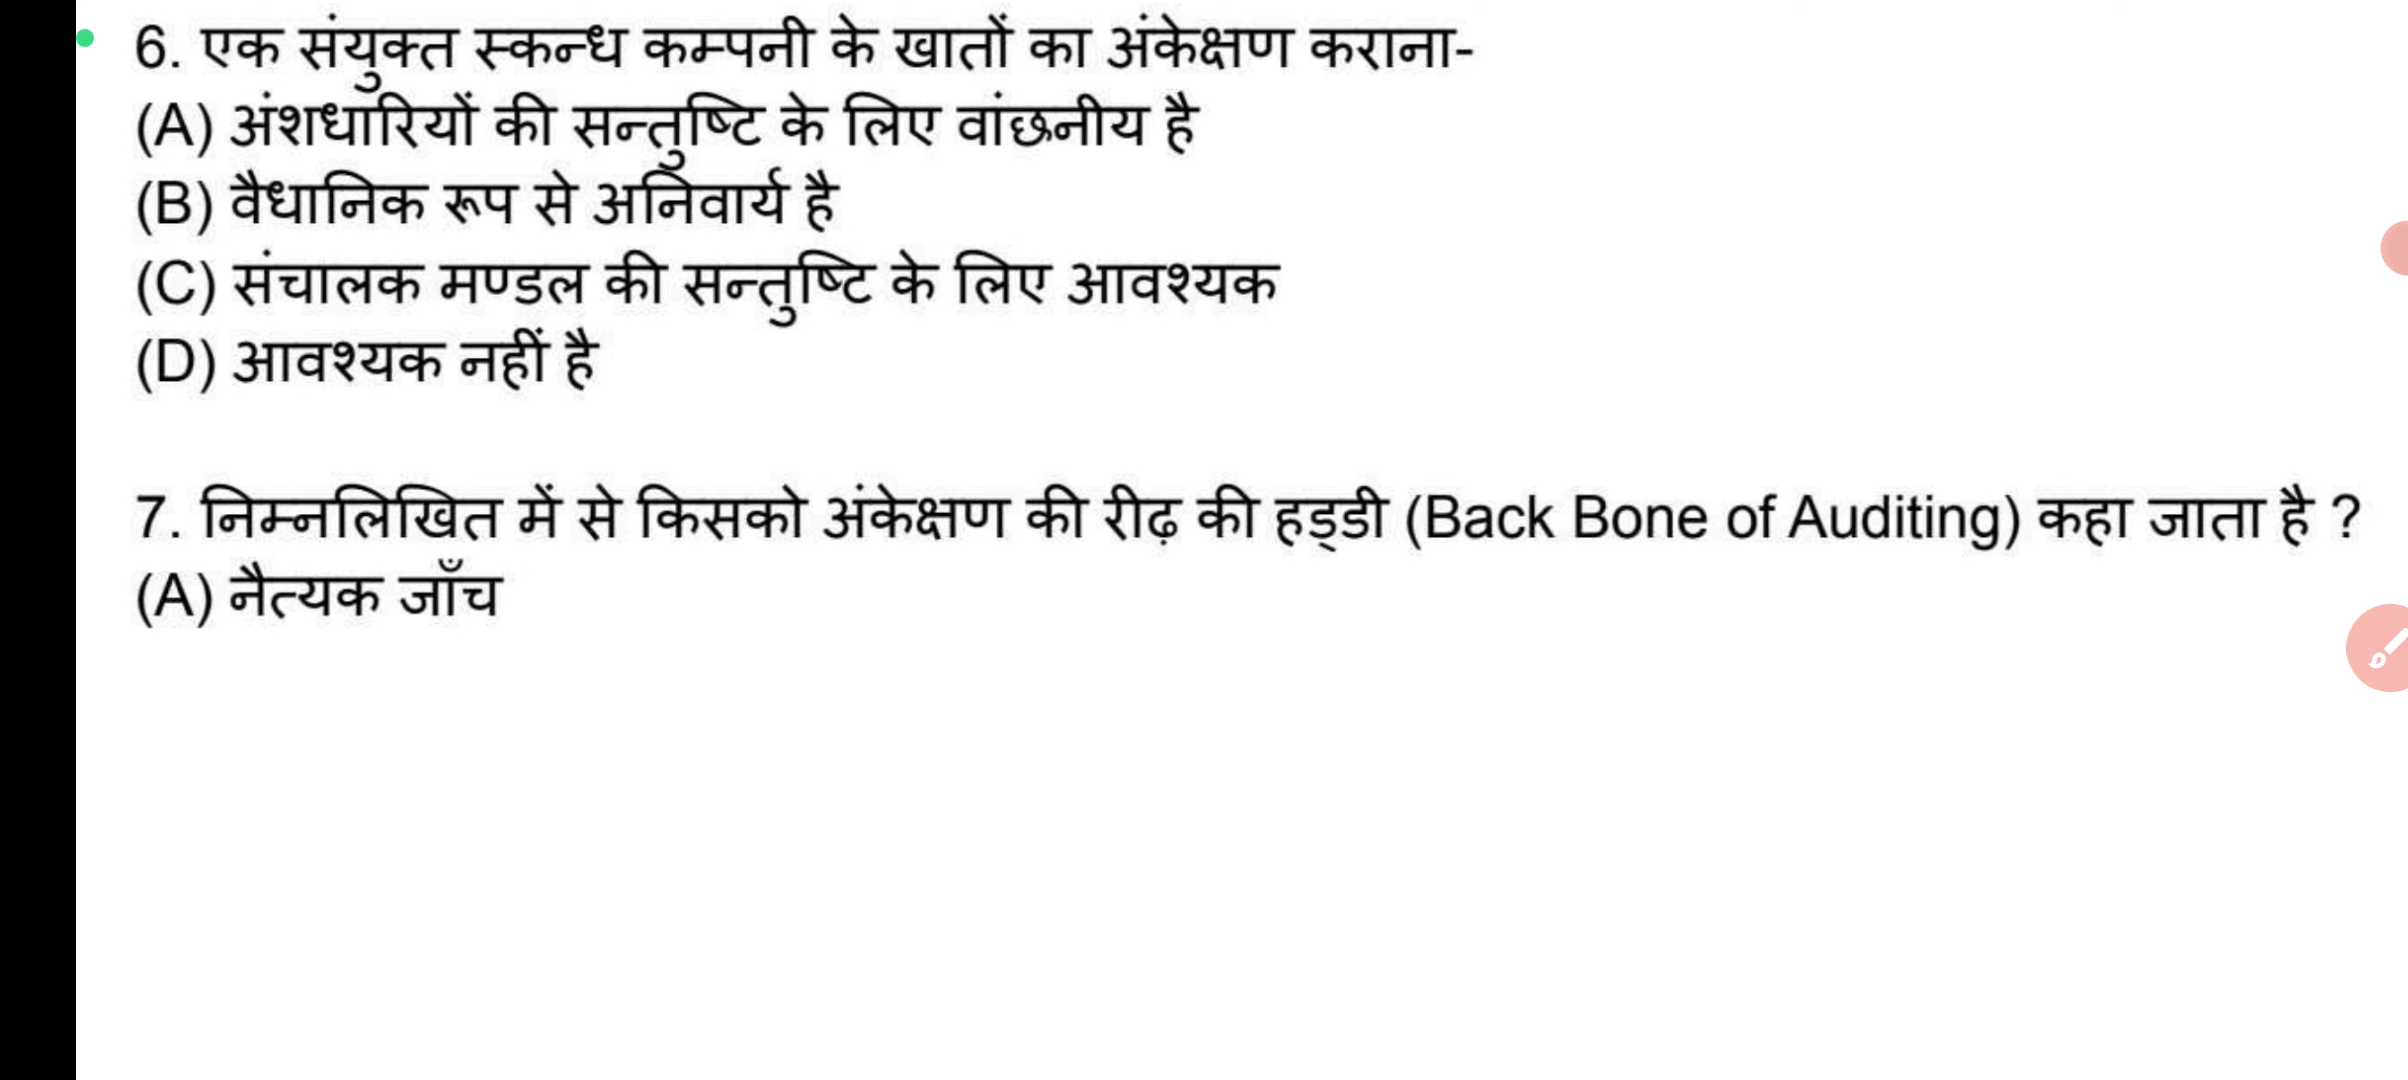 6. एक संयुक्त स्कन्ध कम्पनी के खातों का अंकेक्षण कराना-
(A) अंशधारियों की सन्तुष्टि के लिए वांछनीय है
(B) वैधानिक रूप से अनिवार्य है
(C) संचालक मण्डल की सन्तुष्टि के लिए आवश्यक
(D) आवश्यक नहीं है
7. निम्नलिखित में से किसको अंकेक्षण की रीढ़ की हड्डी (Back Bone of Auditing) कहा जाता है ?
(A) नैत्यक जाँच